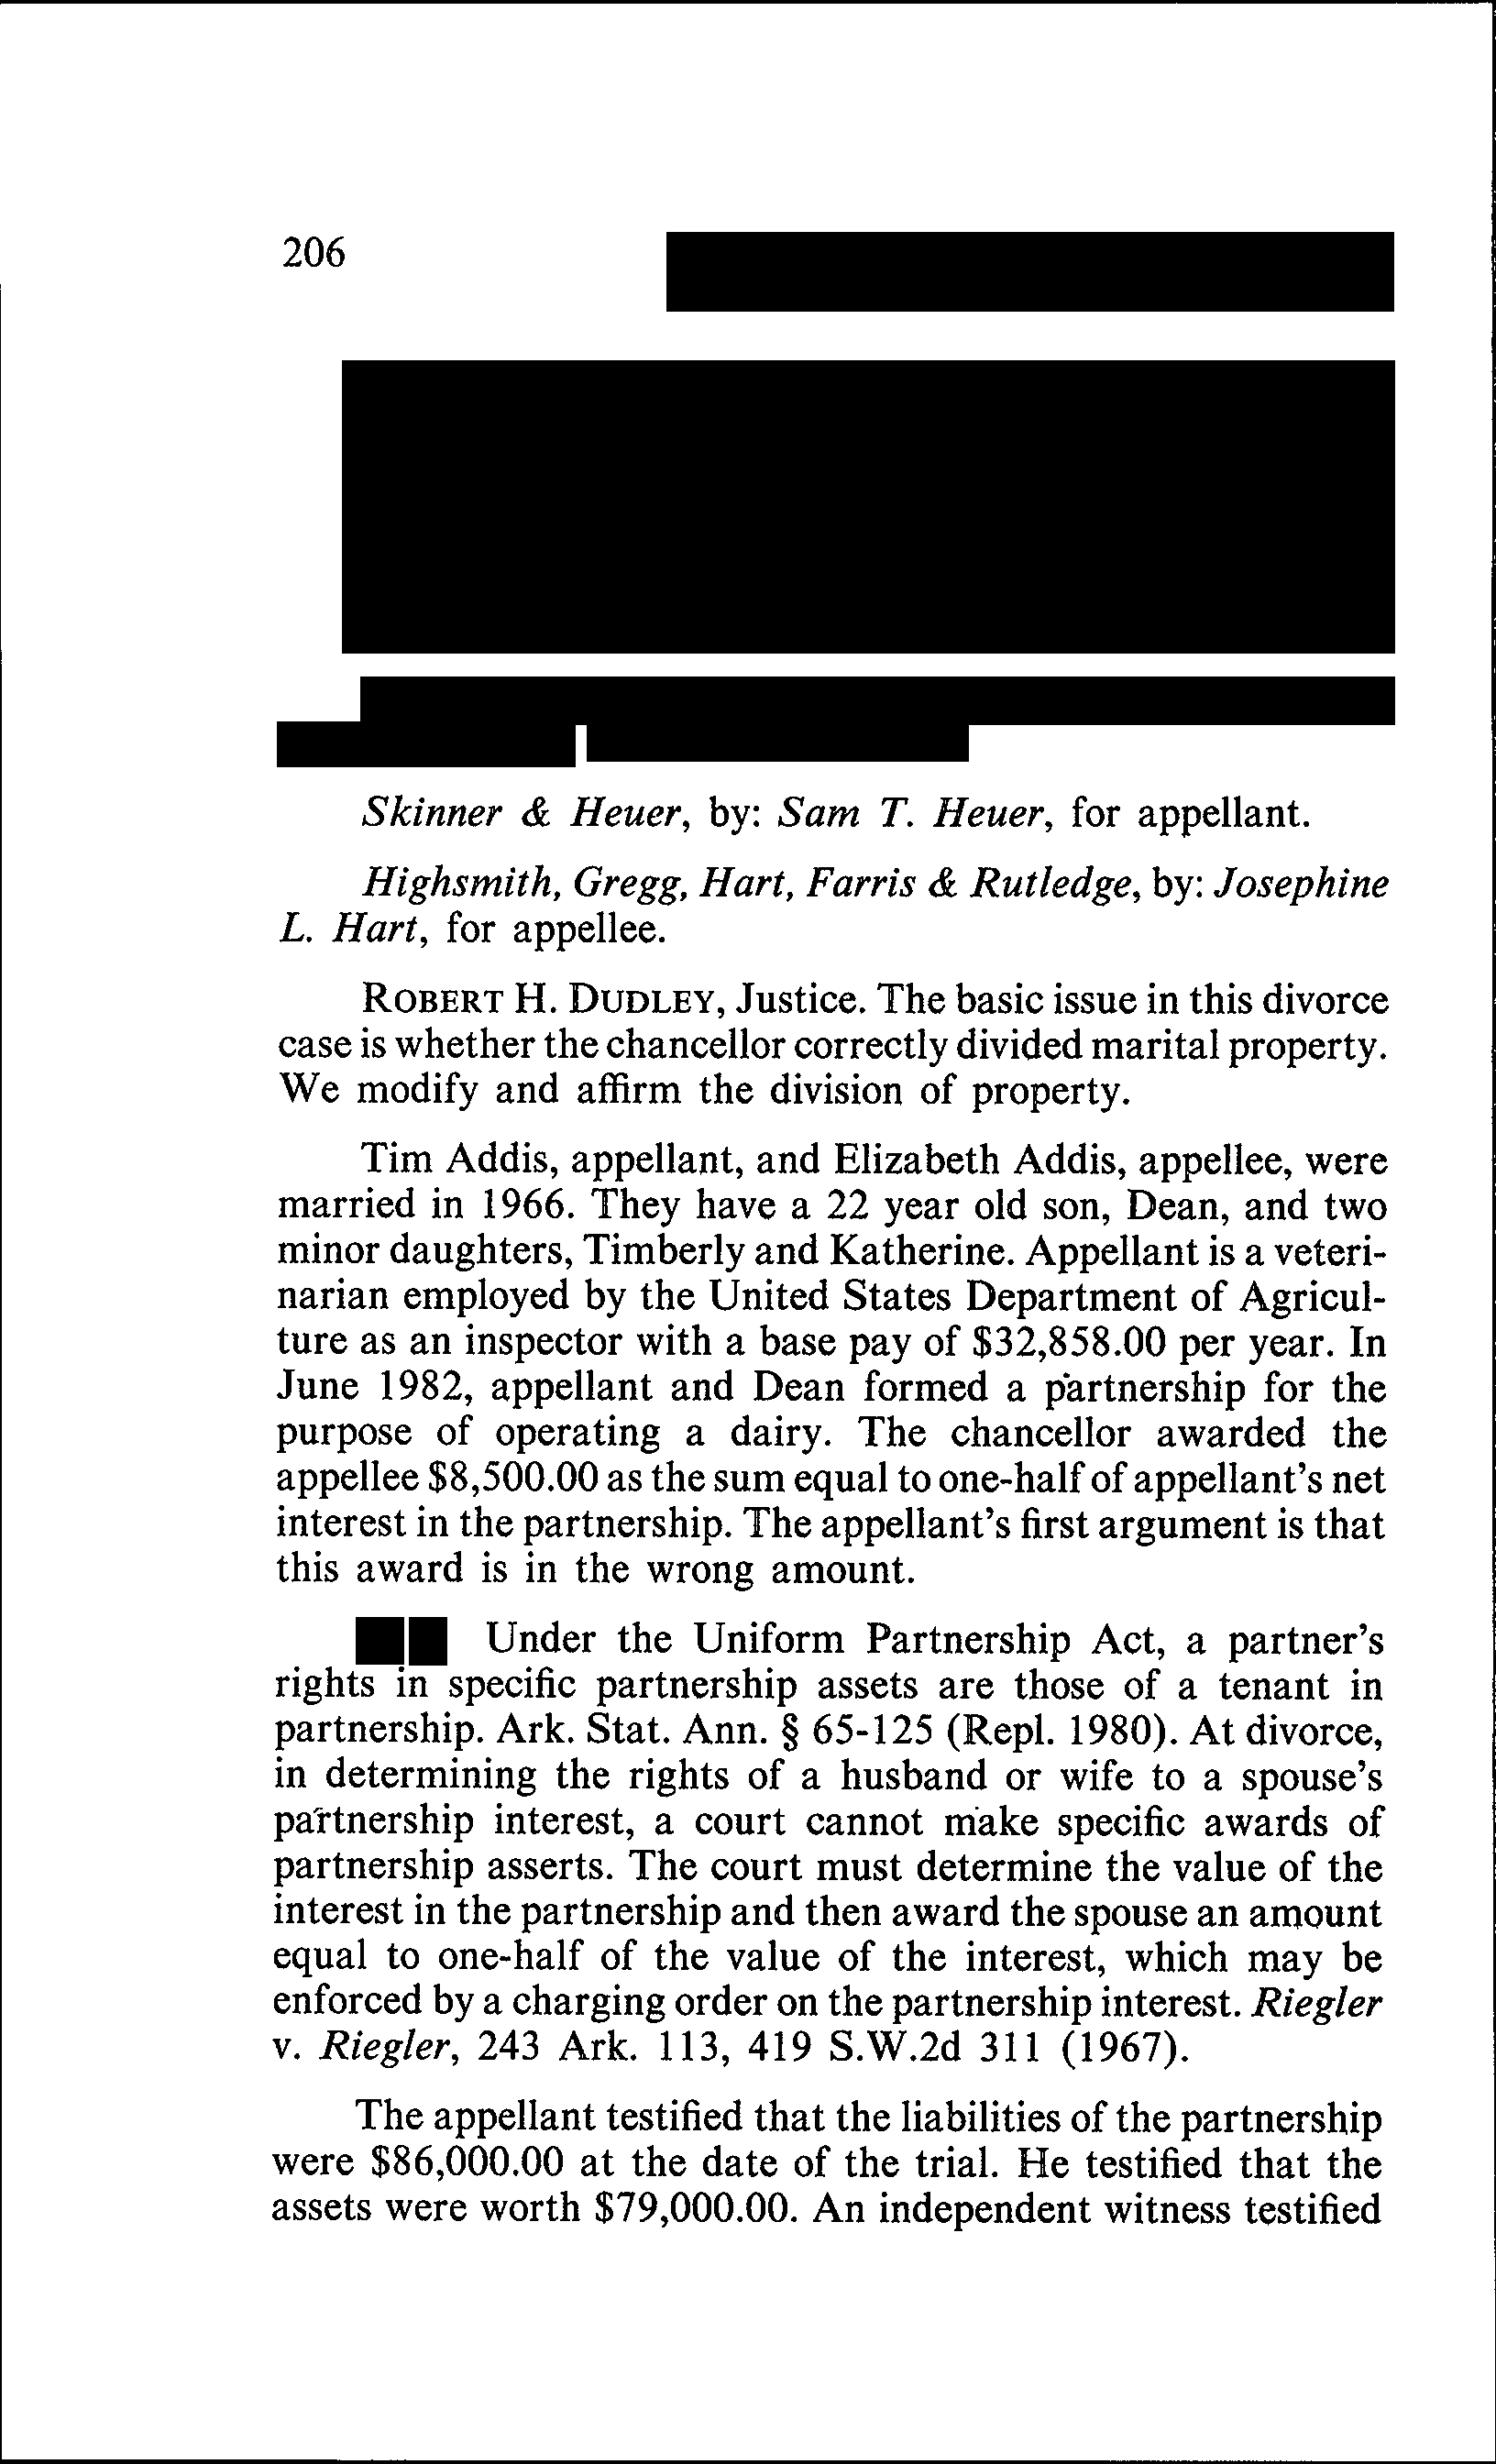 206
Skinner & Heuer, by: Sam T. Heuer, for appellant.
Highsmith, Gregg, Hart, Farris & Rutledge, by: Josephine
L. Hart, for appellee.
ROBERT H. DUDLEY, Justice. The basic issue in this divorce
case is whether the chancellor correctly divided marital property.
We modify and affirm the division of property.
Tim Addis, appellant, and Elizabeth Addis, appellee, were
married in 1966. They have a 22 year old son, Dean, and two
minor daughters, Timberly and Katherine. Appellant is a veteri-
narian employed by the United States Department of Agricul-
ture as an inspector with a base pay of $32,858.00 per year. In
June 1982, appellant and Dean formed a partnership for the
purpose of operating a dairy. The chancellor awarded the
appellee $8,500.00 as the sum equal to one-half of appellant's net
interest in the partnership. The appellant's first argument is that
this award is in the wrong amount.
Under the Uniform Partnership Act, a partner's
rights in specific partnership assets are those of a tenant in
partnership. Ark. Stat. Ann. § 65-125 (Repl. 1980). At divorce,
in determining the rights of a husband or wife to a spouse's
partnership interest, a court cannot make specific awards of
partnership asserts. The court must determine the value of the
interest in the partnership and then award the spouse an amount
equal to one-half of the value of the interest, which may be
enforced by a charging order on the partnership interest. Riegler
v. Riegler, 243 Ark. 113, 419 S.W.2d 311 (1967).
The appellant testified that the liabilities of the partnership
were $86,000.00 at the date of the trial. He testified that the
assets were worth $79,000.00. An independent witness testified